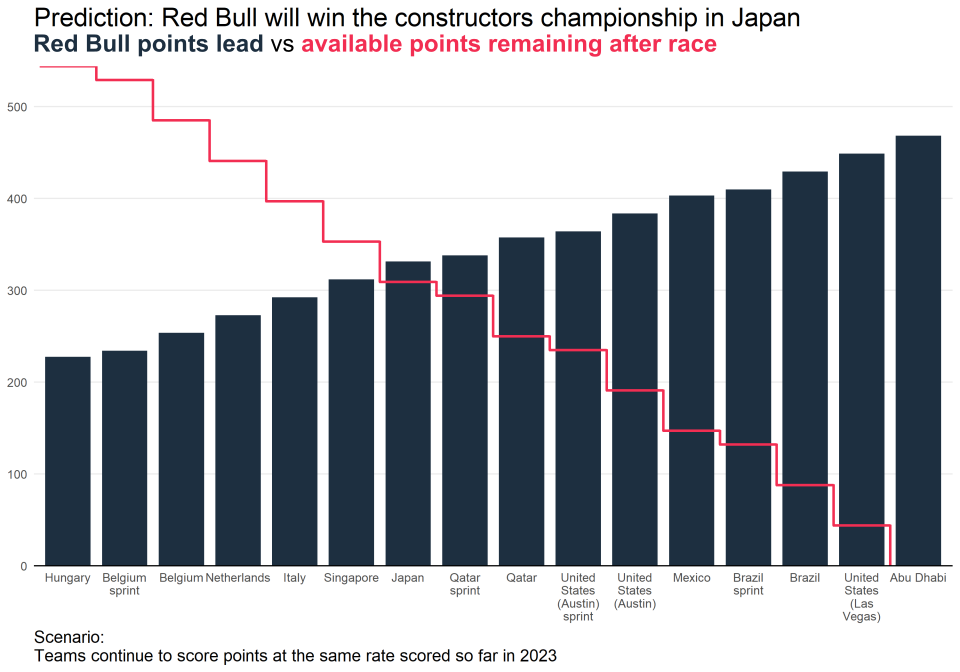 Prediction: Red Bull will win the constructors championship in Japan
Red Bull points lead vs available points remaining after race
500
400
300
200
100
0
Hungary
Belgium
sprint
Belgium
Netherlands
Italy
Singapore
Japan
Qatar
sprint
Qatar
United
States
(Austin)
sprint
United
States
(Austin)
Mexico
Brazil
sprint
Brazil
United
States
(Las
Vegas)
Abu Dhabi
Scenario:
Teams continue to score points at the same rate scored so far in 2023